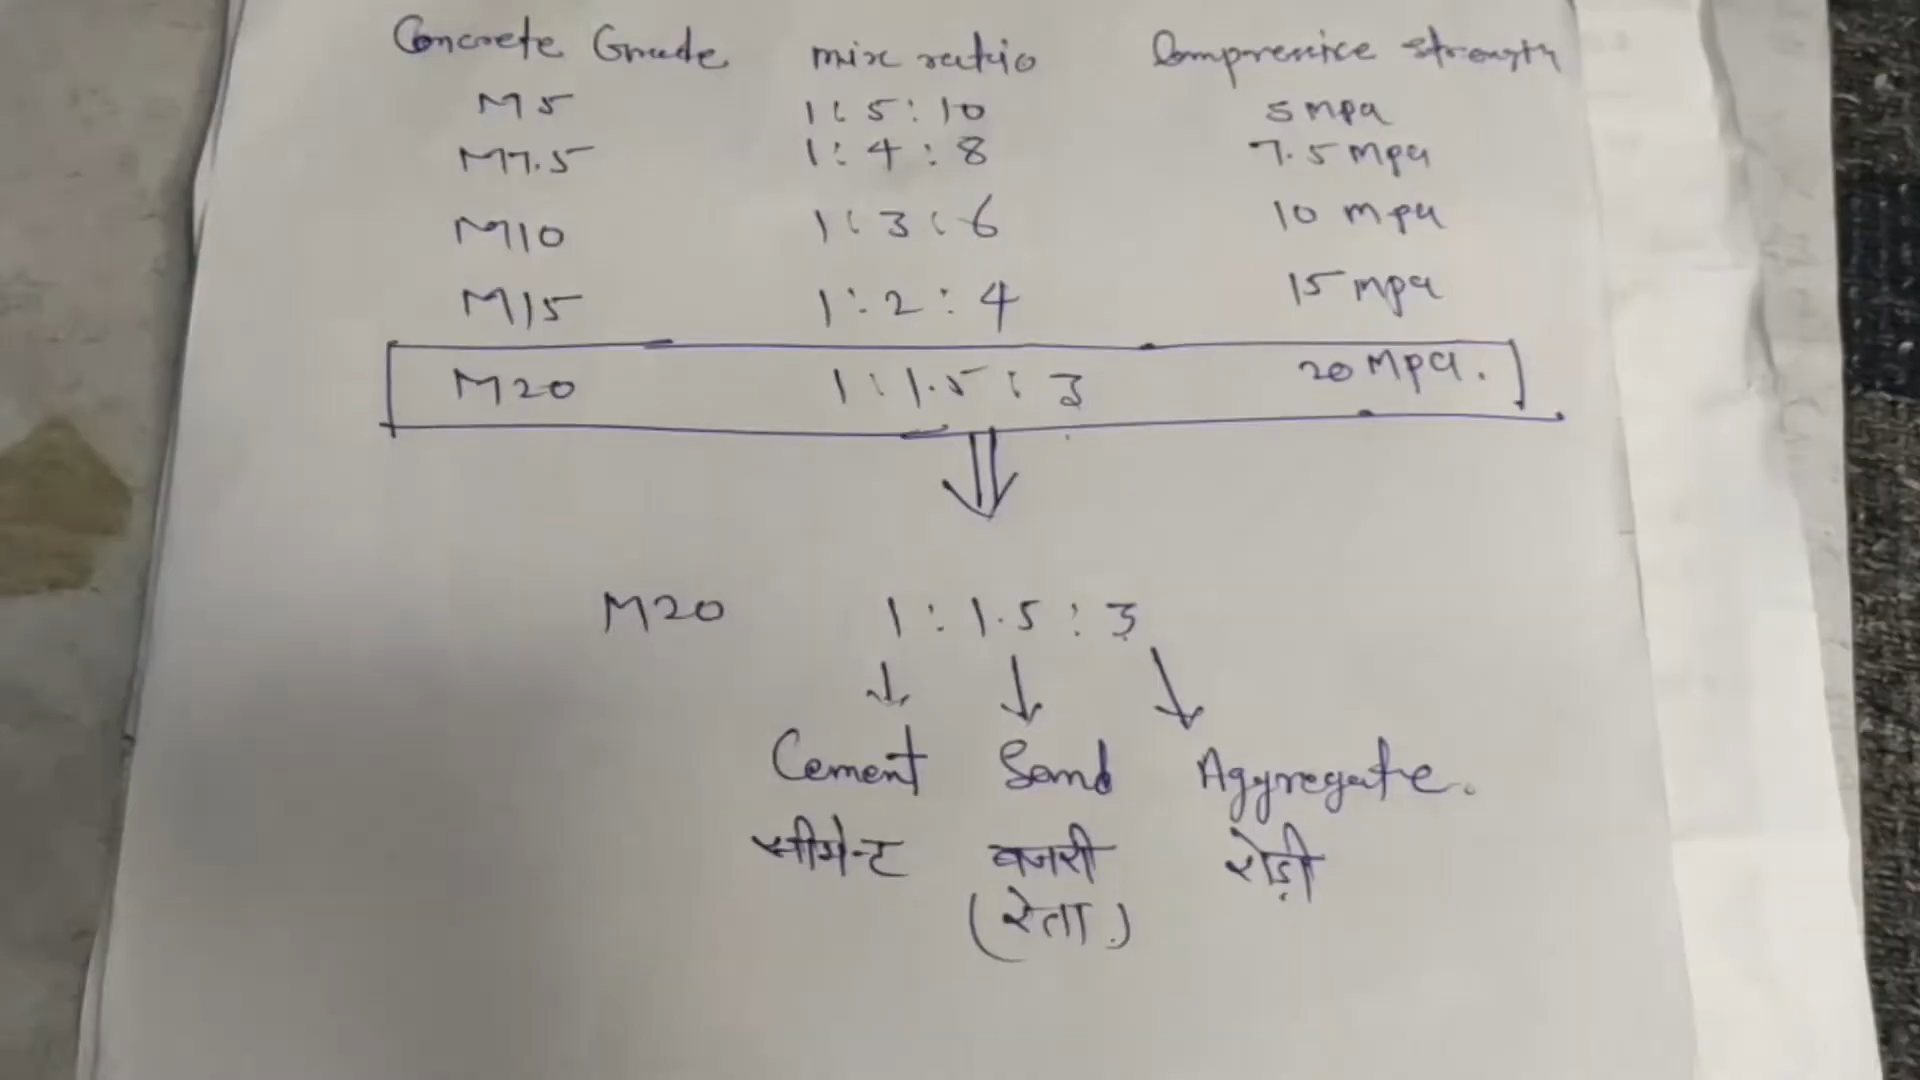 Concrete Grade mix ratio Compressice strength
M5 1:5:10 5 mpa
M7.5 1:4:8 7.5 mpa
M10 1:3:6 10 mpa
M15 1:2:4 15 mpa
M20 1:1.5:3 20 Mpa.
M20 1:1.5:3
Cement Sand Aggregate.
सीमेन्ट बजरी रोड़ी
(रेता.)